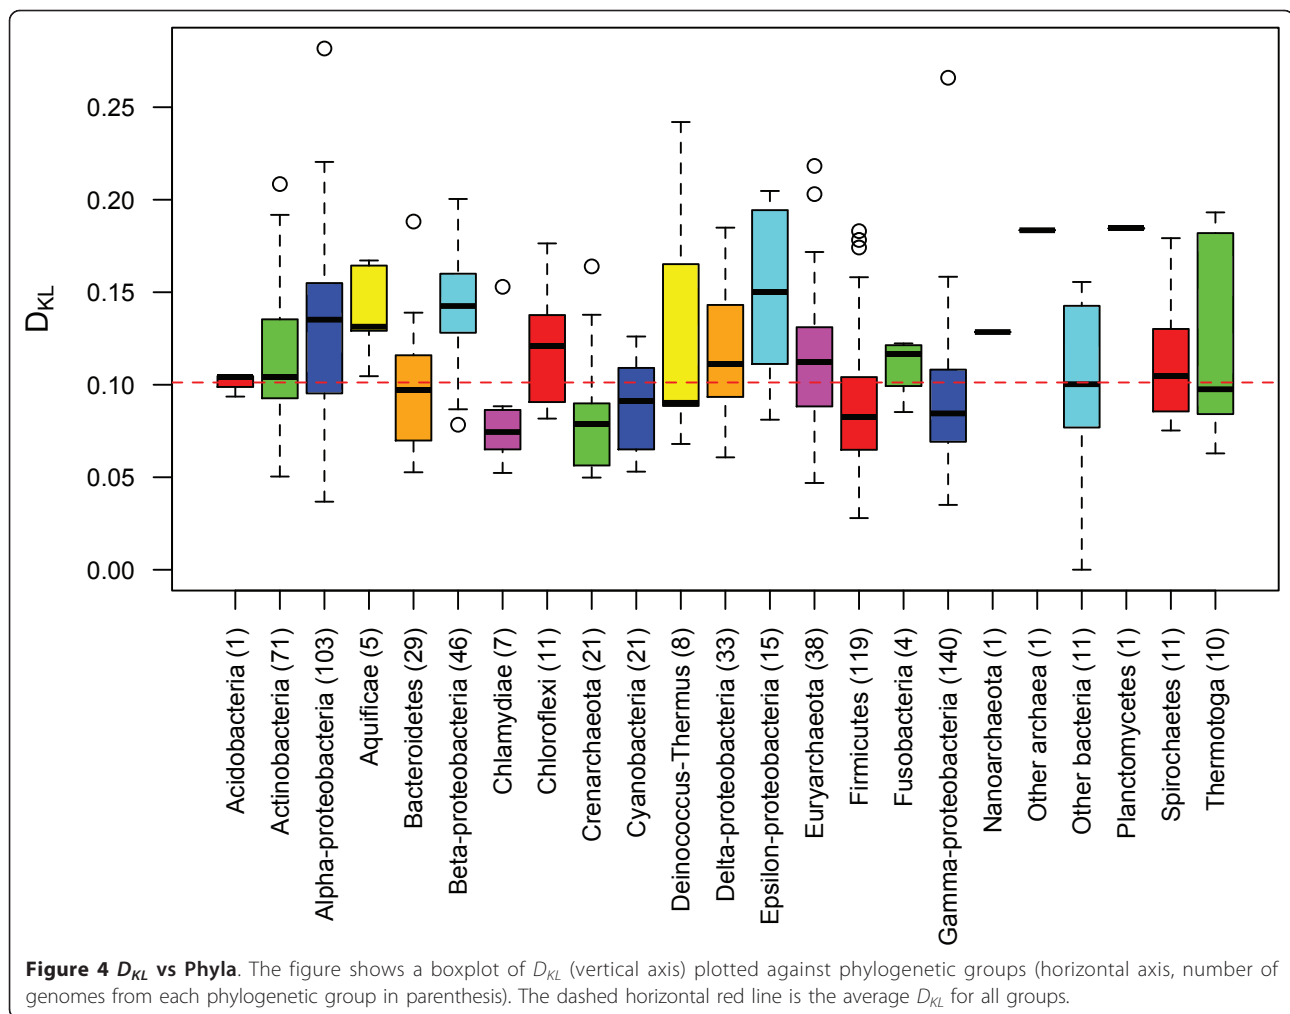 D_KL
0.25
0.20
0.15
0.10
0.05
0.00
Acidobacteria (1)
Actinobacteria (71)
Alpha-proteobacteria (103)
Aquificae (5)
Bacteroidetes (29)
Beta-proteobacteria (46)
Chlamydiae (7)
Chloroflexi (11)
Crenarchaeota (21)
Cyanobacteria (21)
Deinococcus-Thermus (8)
Delta-proteobacteria (33)
Epsilon-proteobacteria (15)
Euryarchaeota (38)
Firmicutes (119)
Fusobacteria (4)
Gamma-proteobacteria (140)
Nanoarchaeota (1)
Other archaea (1)
Other bacteria (11)
Planctomycetes (1)
Spirochaetes (11)
Thermotoga (10)
Figure 4 D_KL vs Phyla. The figure shows a boxplot of D_KL (vertical axis) plotted against phylogenetic groups (horizontal axis, number of
genomes from each phylogenetic group in parenthesis). The dashed horizontal red line is the average D_KL for all groups.